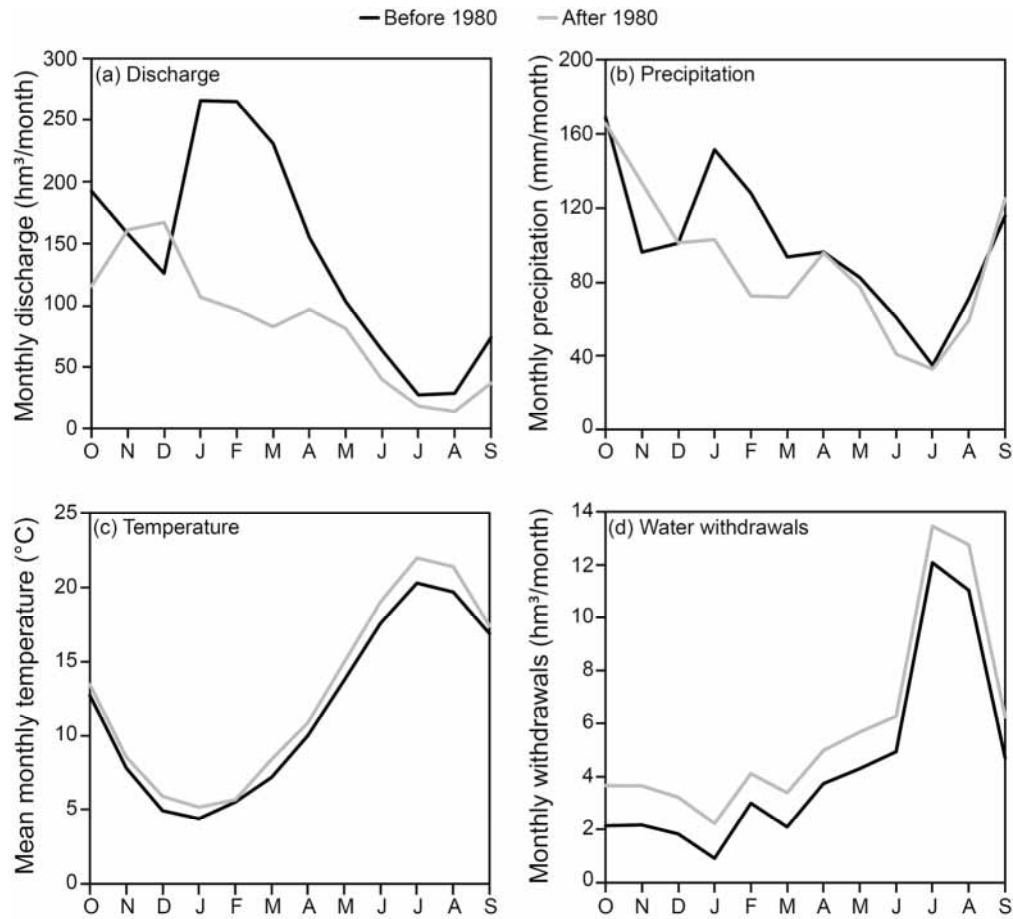 Before 1980 After 1980
(a) Discharge
Monthly discharge (hm³/month)
300
250
200
150
100
50
0
O N D J F M A M J J A S
(b) Precipitation
Monthly precipitation (mm/month)
200
160
120
80
40
0
O N D J F M A M J J A S
(c) Temperature
Mean monthly temperature (°C)
25
20
15
10
5
0
O N D J F M A M J J A S
(d) Water withdrawals
Monthly withdrawals (hm³/month)
14
12
10
8
6
4
2
0
O N D J F M A M J J A S